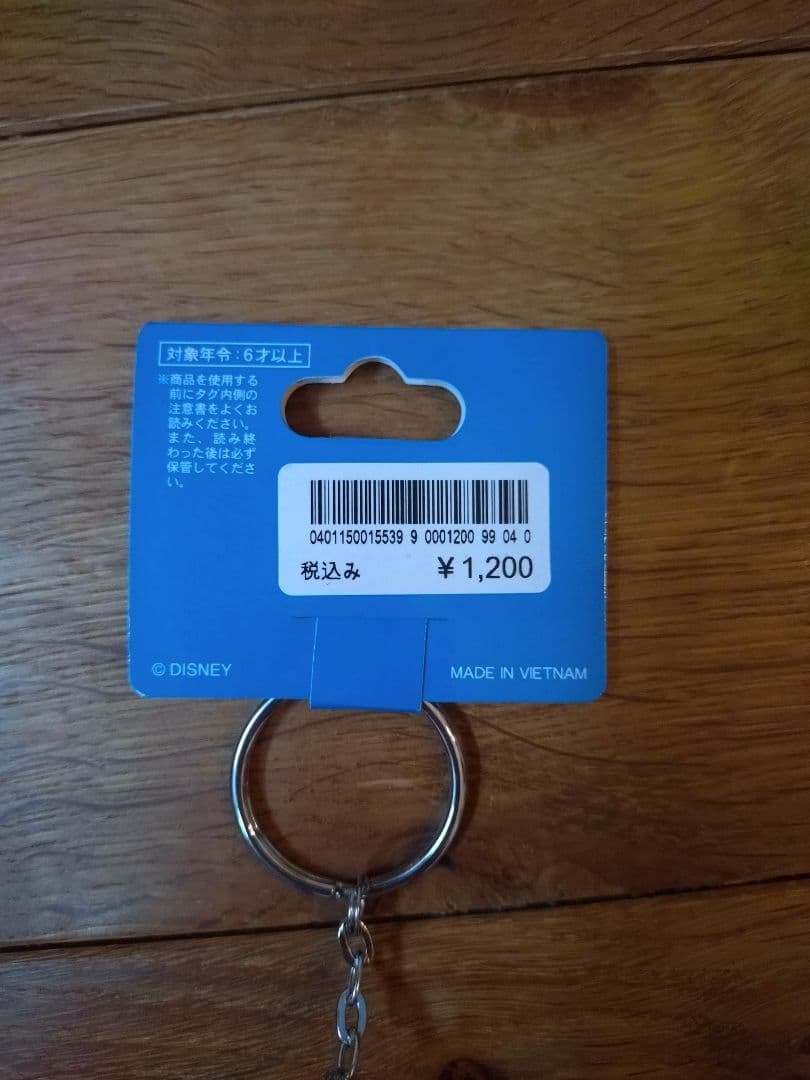 対象年令：6才以上
※商品を使用する
前にタグ内側の
注意書をよくお
読みください。
また、読み終
わった後は必ず
保管してくださ
い。
0401150015539 9 0001200 99 04 0
税込み ¥1,200
© DISNEY
MADE IN VIETNAM